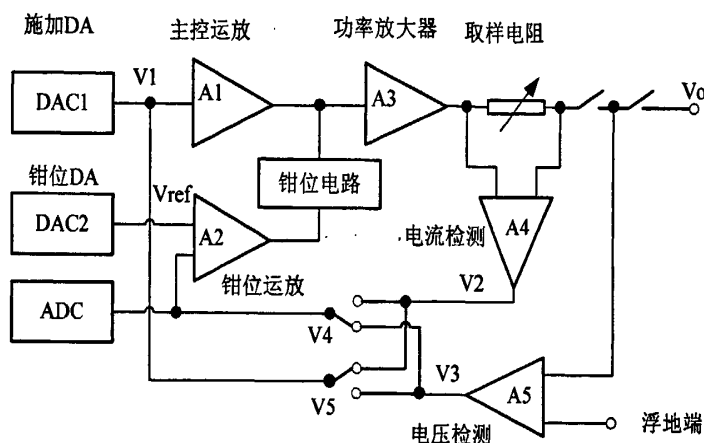 施加DA
主控运放
功率放大器
取样电阻
DAC1
V1
A1
A3
Vo
钳位DA
钳位电路
DAC2
Vref
A2
电流检测
A4
钳位运放
V2
ADC
V4
V3
V5
A5
电压检测
浮地端